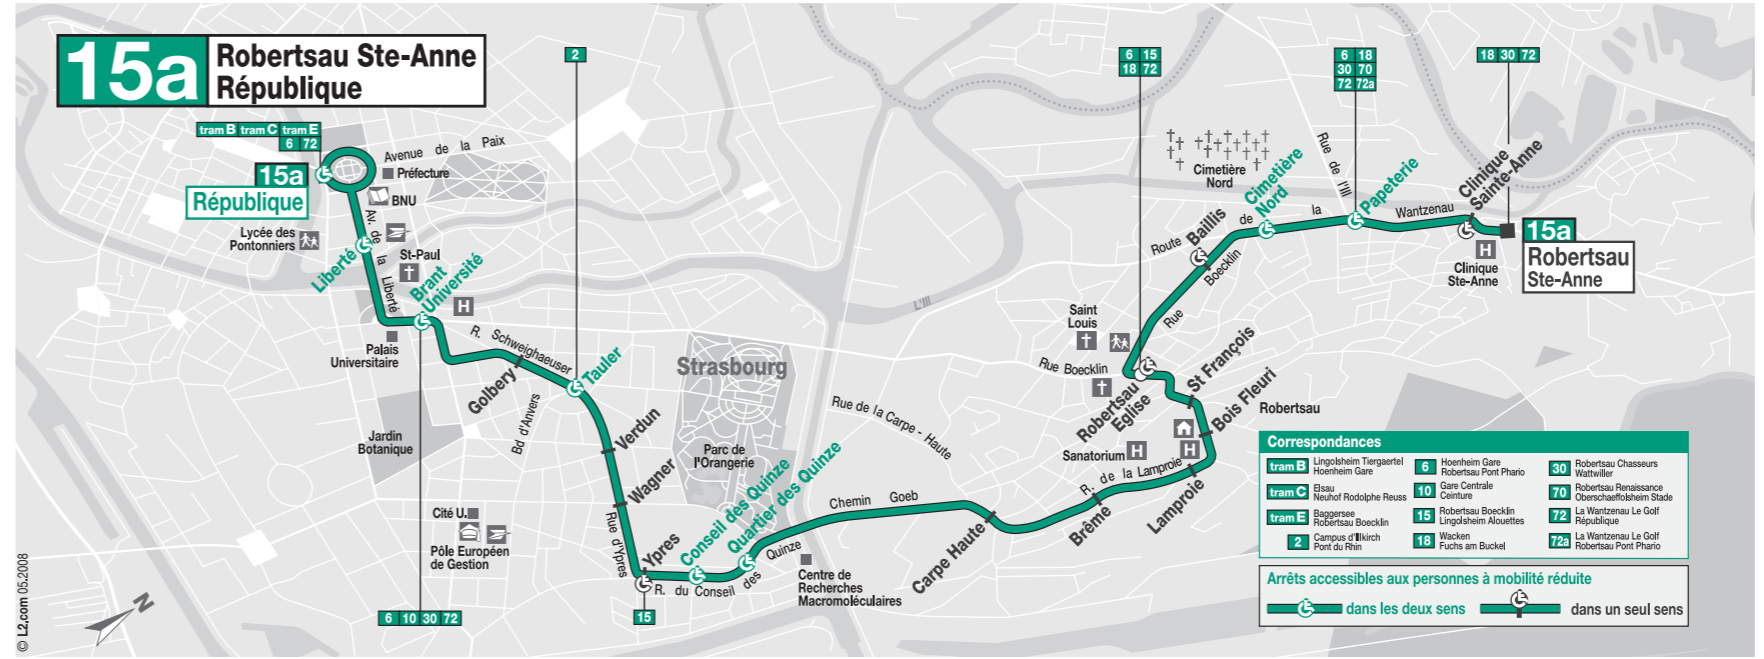 15a
Robertsau Ste-Anne
République
tram B tram C tram E
6 72
15a
République
Avenue de la Paix
Préfecture
BNU
Lycée des
Pontonniers
Av. de la Liberté
Liberté
St-Paul
Brant
Université
Palais
Universitaire
6 10 30 72
R. Schweighaeuser
Golbery
2
Tauler
Bd d'Anvers
Jardin
Botanique
Verdun
Wagner
Rue d'Ypres
Cité U.
Pôle Européen
de Gestion
Ypres
15
R. du Conseil des Quinze
Conseil des Quinze
Quartier des Quinze
Strasbourg
Parc de
l'Orangerie
Centre de
Recherches
Macromoléculaires
Chemin Goeb
Rue de la Carpe - Haute
Carpe Haute
Brême
R. de la Lamproie
Lamproie
Sanatorium
Bois Fleuri
St François
Robertsau
Robertsau
Eglise
6 15
18 72
Saint
Louis
Rue Boecklin
Rue Boecklin
L'Ill
Baillis
Route de la Wantzenau
Cimetière
Nord
Cimetière
Nord
Rue de l'Ill
6 18
30 70
72 72a
Papeterie
18 30 72
Clinique
Sainte-Anne
Clinique
Ste-Anne
15a
Robertsau
Ste-Anne
Correspondances
tram B Lingolsheim Tiergaertel
Hoenheim Gare
tram C Elsau
Neuhof Rodolphe Reuss
tram E Baggersee
Robertsau Boecklin
2 Campus d'Illkirch
Pont du Rhin
6 Hoenheim Gare
Robertsau Pont Phario
10 Gare Centrale
Ceinture
15 Robertsau Boecklin
Lingolsheim Alouettes
18 Wacken
Fuchs am Buckel
30 Robertsau Chasseurs
Wattwiller
70 Robertsau Renaissance
Oberschaeffolsheim Stade
72 La Wantzenau Le Golf
République
72a La Wantzenau Le Golf
Robertsau Pont Phario
Arrêts accessibles aux personnes à mobilité réduite
dans les deux sens
dans un seul sens
N
© L2,com 05.2008